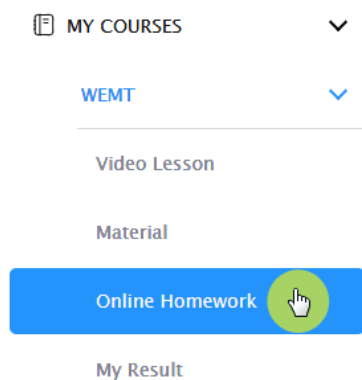 MY COURSES
WEMT
Video Lesson
Material
Online Homework
My Result